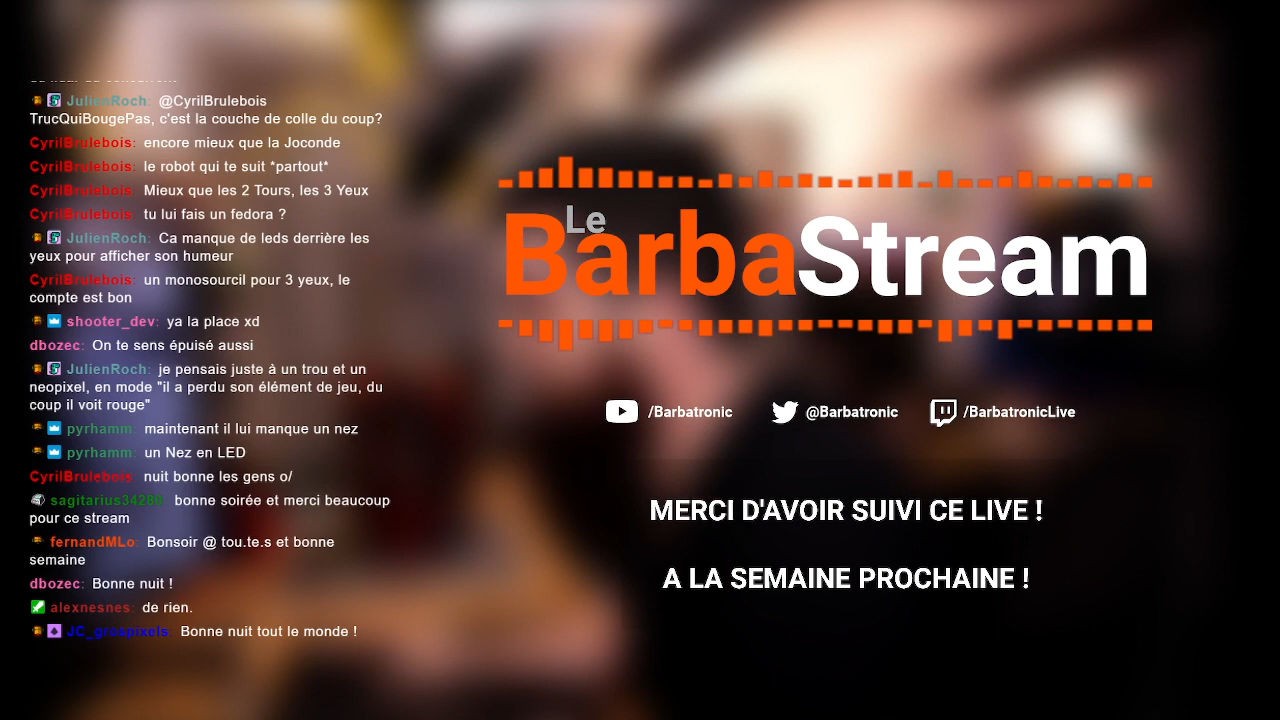 JulienRoch: @CyrilBrulebois
TrucQuiBougePas, c'est la couche de colle du coup?
CyrilBrulebois: encore mieux que la Joconde
CyrilBrulebois: le robot qui te suit *partout*
CyrilBrulebois: Mieux que les 2 Tours, les 3 Yeux
CyrilBrulebois: tu lui fais un fedora ?
JulienRoch: Ca manque de leds derrière les
yeux pour afficher son humeur
CyrilBrulebois: un monosourcil pour 3 yeux, le
compte est bon
shooter_dev: ya la place xd
dbozec: On te sens épuisé aussi
JulienRoch: je pensais juste à un trou et un
neopixel, en mode "il a perdu son élément de jeu, du
coup il voit rouge"
pyrhamm: maintenant il lui manque un nez
pyrhamm: un Nez en LED
CyrilBrulebois: nuit bonne les gens o/
sagitarius34280: bonne soirée et merci beaucoup
pour ce stream
fernandMLo: Bonsoir @ tou.te.s et bonne
semaine
dbozec: Bonne nuit !
alexnesnes: de rien.
JC_grospixels: Bonne nuit tout le monde !
Le
BarbaStream
/Barbatronic @Barbatronic /BarbatronicLive
MERCI D'AVOIR SUIVI CE LIVE !
A LA SEMAINE PROCHAINE !